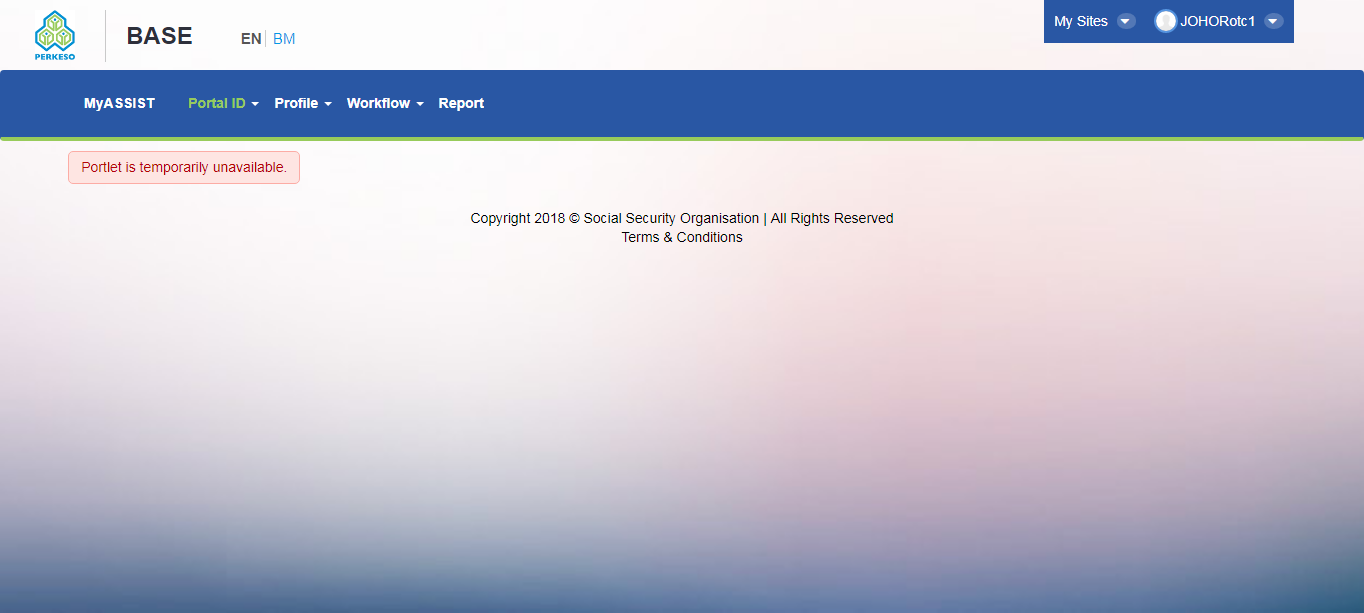 PERKESO
BASE
EN BM
My Sites JOHORotc1
MyASSIST Portal ID Profile Workflow Report
Portlet is temporarily unavailable.
Copyright 2018 © Social Security Organisation | All Rights Reserved
Terms & Conditions